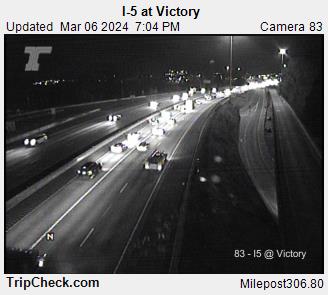 I-5 at Victory
Updated  Mar 06 2024  7:04 PM
Camera 83
T
N
83 - I5 @ Victory
TripCheck.com
Milepost306.80